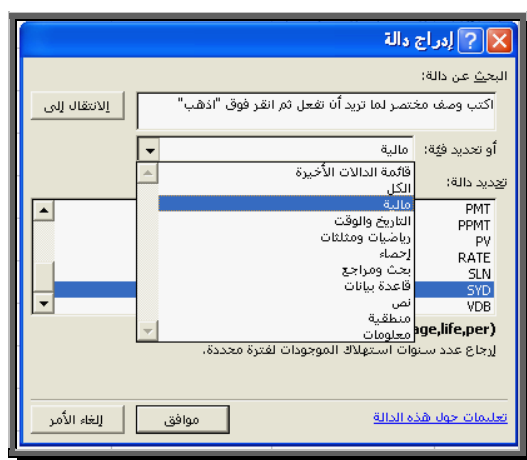 إدراج دالة
البحث عن دالة:
اكتب وصف مختصر لما تريد أن تفعل ثم انقر فوق "اذهب"
الانتقال إلى
أو تحديد فئة: مالية
قائمة الدالات الأخيرة
الكل
مالية
التاريخ والوقت
رياضيات ومثلثات
إحصاء
بحث ومراجع
قاعدة بيانات
نص
منطقية
معلومات
تحديد دالة:
PMT
PPMT
PV
RATE
SLN
SYD
VDB
age,life,per)
إرجاع عدد سنوات استهلاك الموجودات لفترة محددة.
تعليمات حول هذه الدالة
موافق
إلغاء الأمر